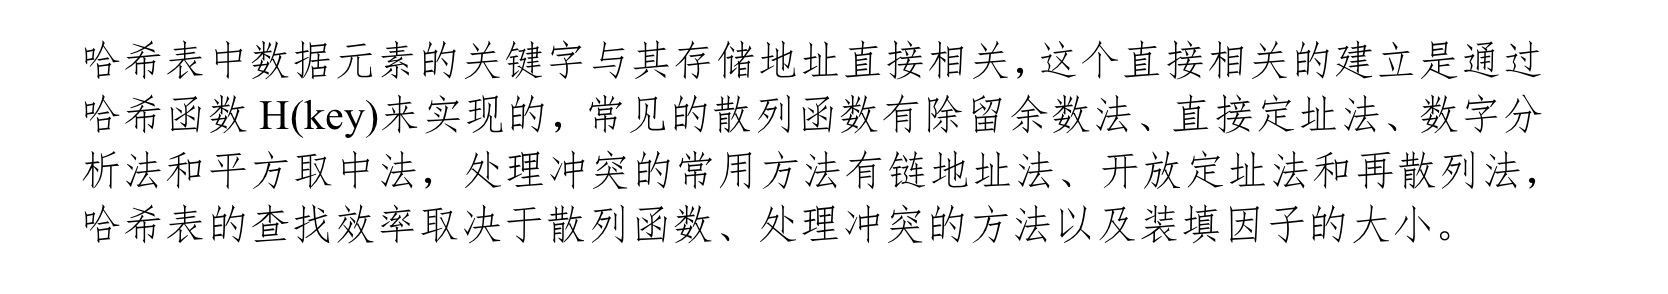 哈希表中数据元素的关键字与其存储地址直接相关，这个直接相关的建立是通过
哈希函数 H(key)来实现的，常见的散列函数有除留余数法、直接定址法、数字分
析法和平方取中法，处理冲突的常用方法有链地址法、开放定址法和再散列法，
哈希表的查找效率取决于散列函数、处理冲突的方法以及装填因子的大小。